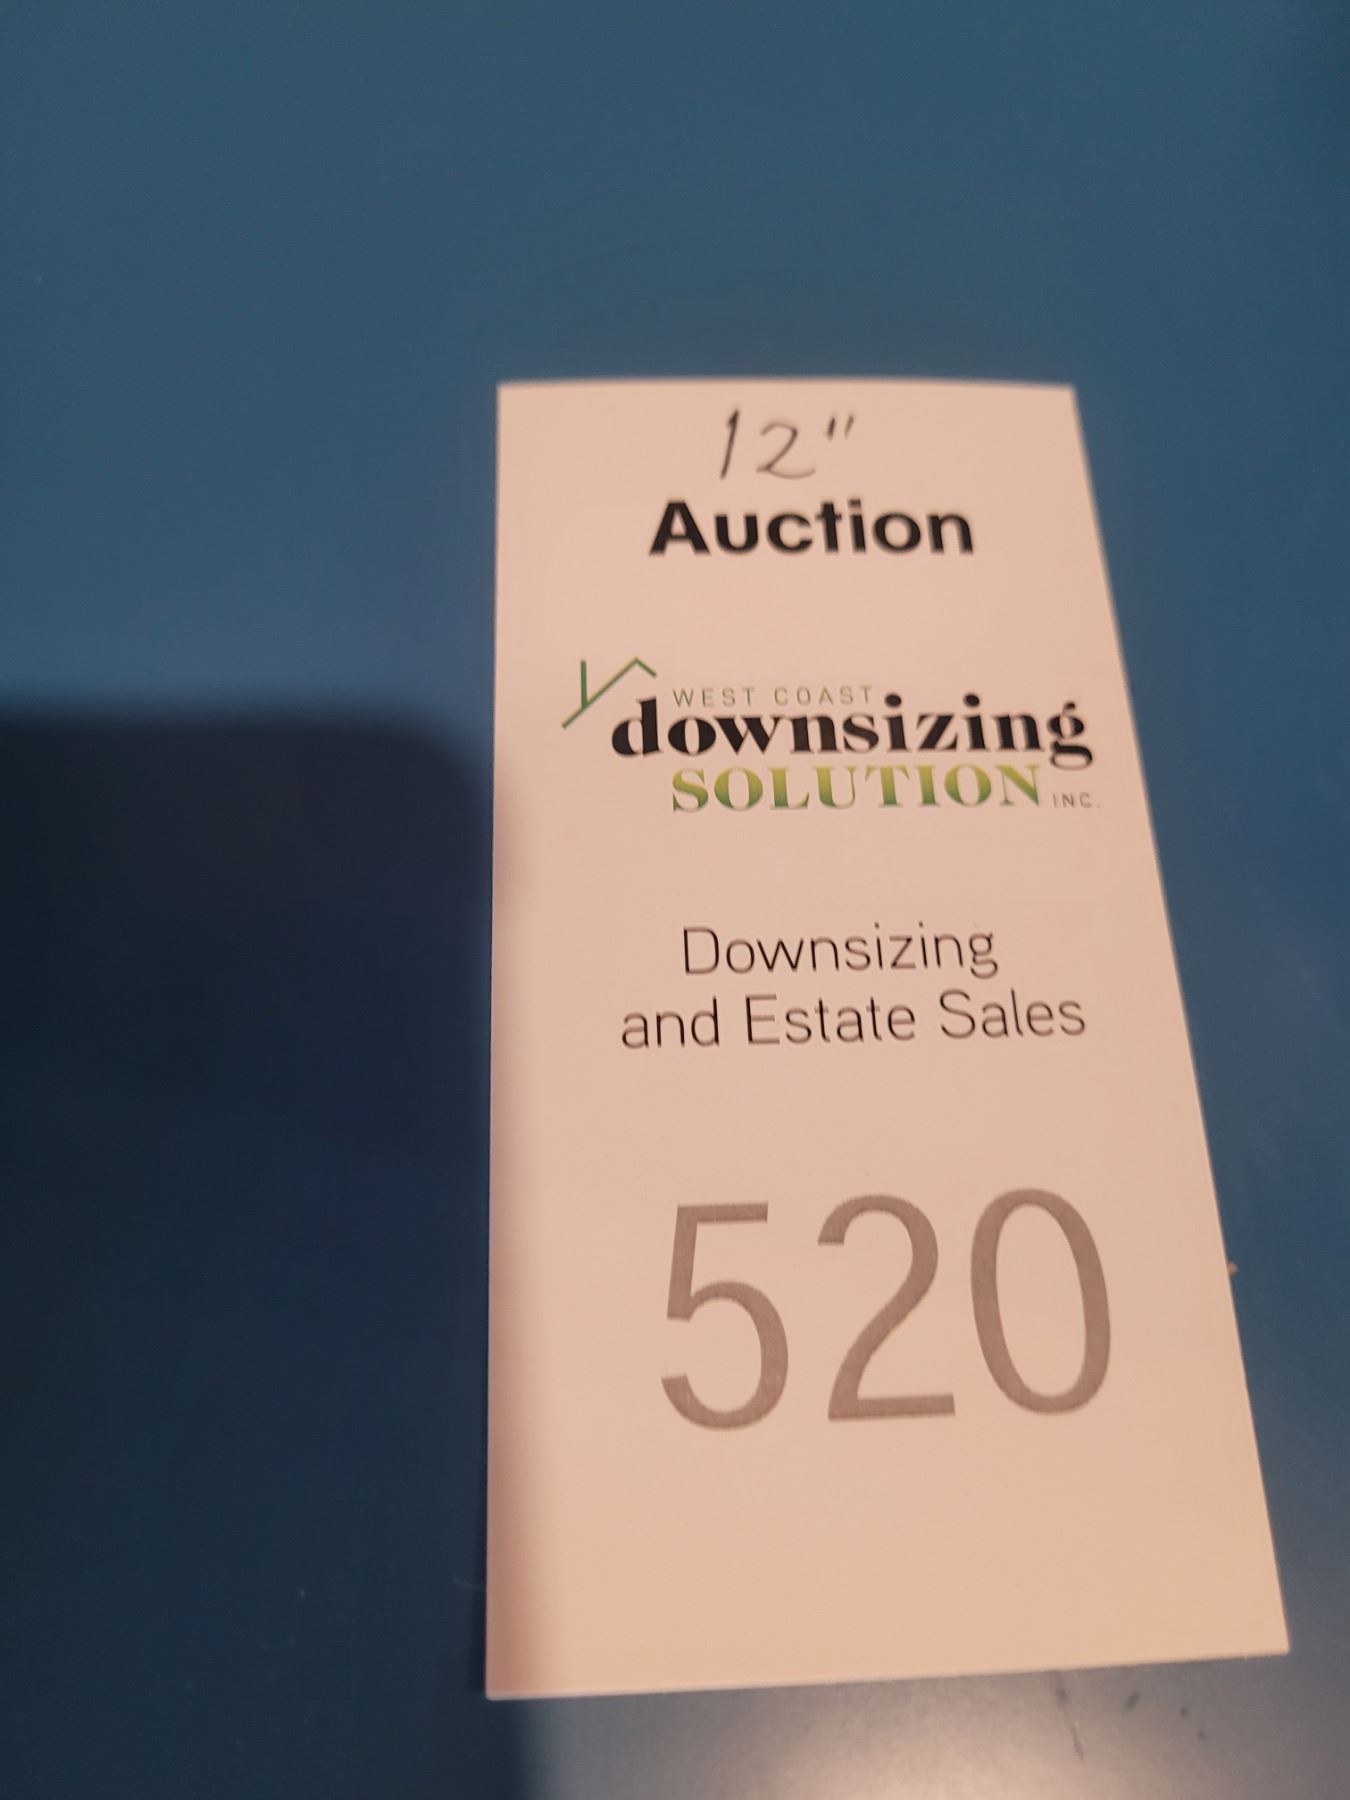 12"
Auction
WEST COAST
downsizing
SOLUTION INC.
Downsizing
and Estate Sales
520